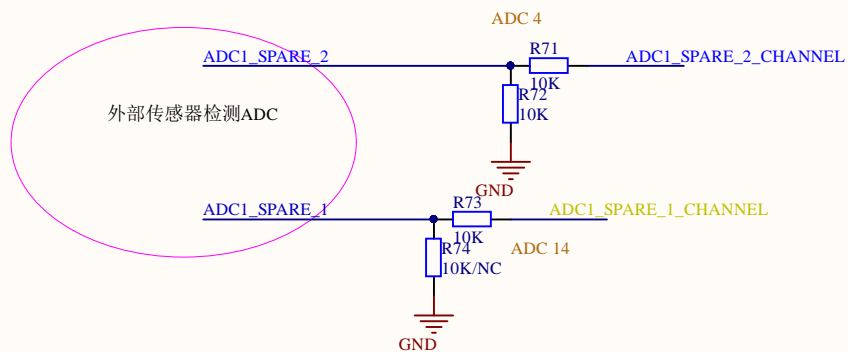 ADC 4
ADC1_SPARE_2
R71
ADC1_SPARE_2_CHANNEL
10K
R72
10K
外部传感器检测ADC
GND
ADC1_SPARE_1
R73
ADC1_SPARE_1_CHANNEL
10K
ADC 14
R74
10K/NC
GND